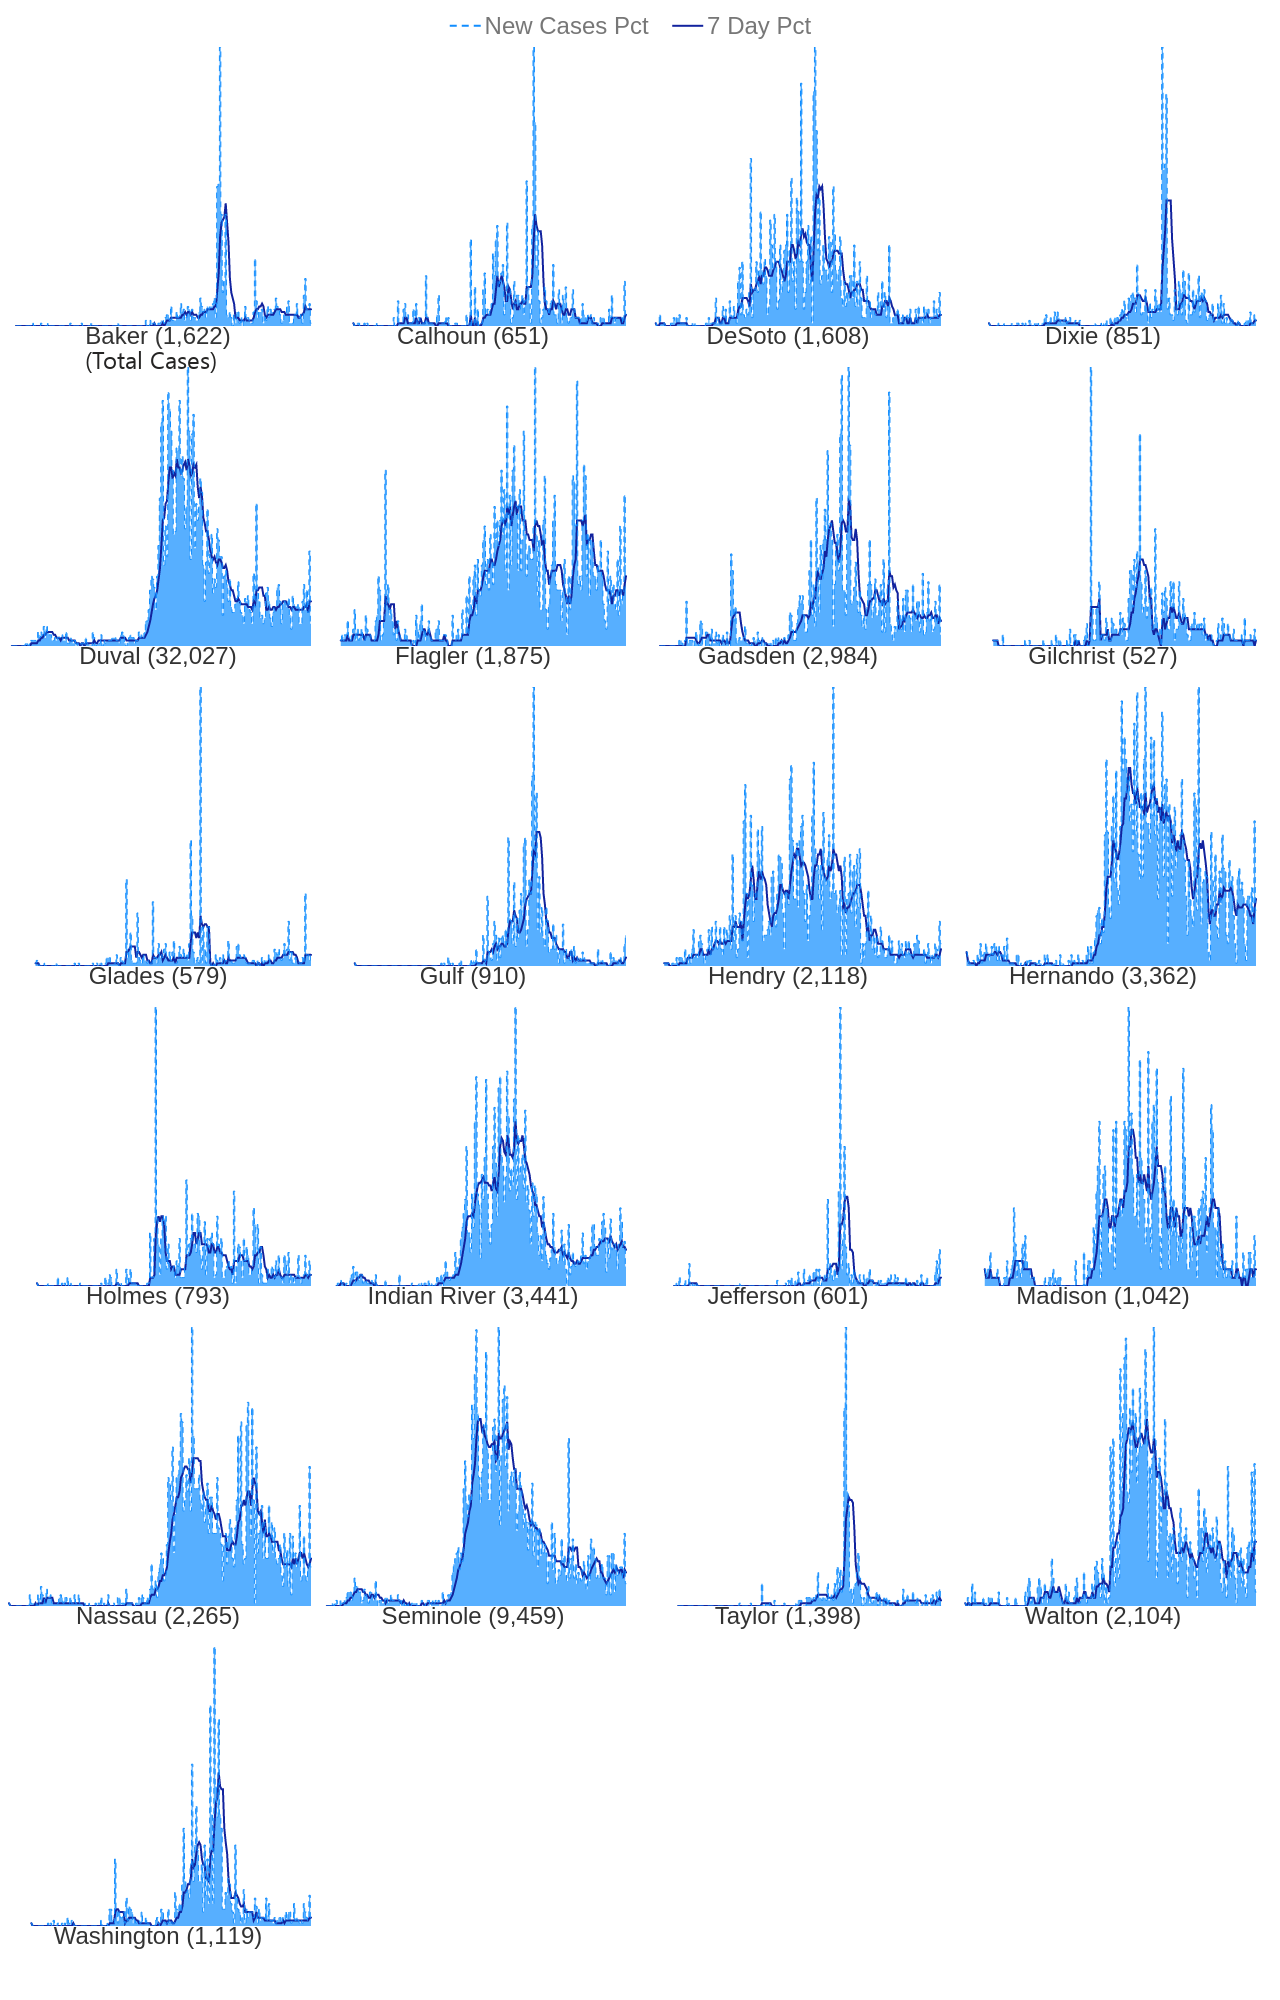 New Cases Pct 7 Day Pct
Baker (1,622) Calhoun (651) DeSoto (1,608) Dixie (851)
(Total Cases)
Duval (32,027) Flagler (1,875) Gadsden (2,984) Gilchrist (527)
Glades (579) Gulf (910) Hendry (2,118) Hernando (3,362)
Holmes (793) Indian River (3,441) Jefferson (601) Madison (1,042)
Nassau (2,265) Seminole (9,459) Taylor (1,398) Walton (2,104)
Washington (1,119)